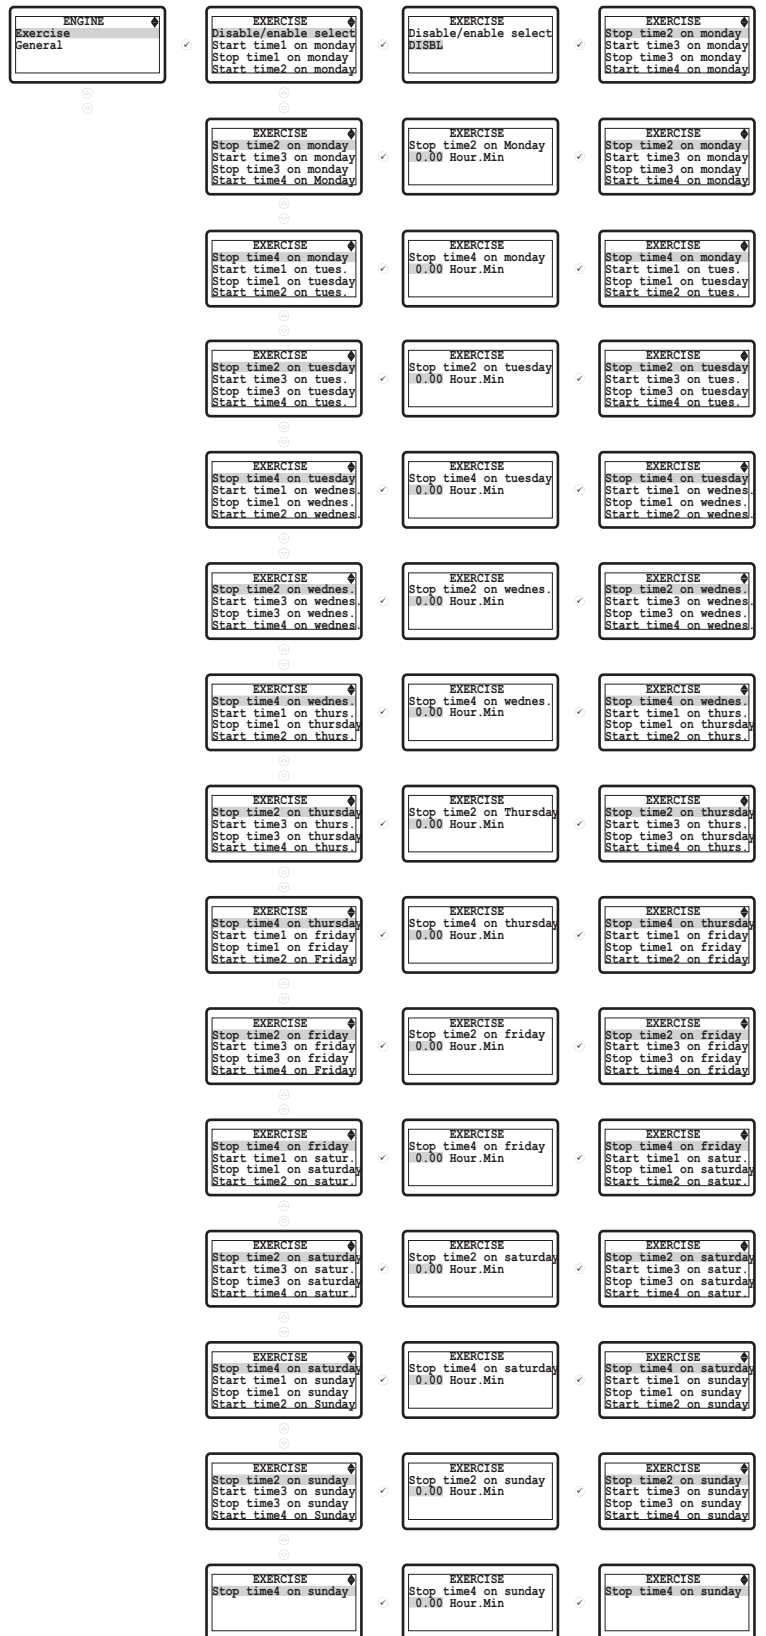 ENGINE
Exercise
General
EXERCISE
Disable/enable select
Start time1 on monday
Stop time1 on monday
Start time2 on monday
EXERCISE
Disable/enable select
DISBL
EXERCISE
Stop time2 on monday
Start time3 on monday
Stop time3 on monday
Start time4 on monday
EXERCISE
Stop time2 on monday
Start time3 on monday
Stop time3 on monday
Start time4 on Monday
EXERCISE
Stop time2 on Monday
0.00 Hour.Min
EXERCISE
Stop time2 on monday
Start time3 on monday
Stop time3 on monday
Start time4 on monday
EXERCISE
Stop time4 on monday
Start time1 on tues.
Stop time1 on tuesday
Start time2 on tues.
EXERCISE
Stop time4 on monday
0.00 Hour.Min
EXERCISE
Stop time4 on monday
Start time1 on tues.
Stop time1 on tuesday
Start time2 on tues.
EXERCISE
Stop time2 on tuesday
Start time3 on tues.
Stop time3 on tuesday
Start time4 on tues.
EXERCISE
Stop time2 on tuesday
0.00 Hour.Min
EXERCISE
Stop time2 on tuesday
Start time3 on tues.
Stop time3 on tuesday
Start time4 on tues.
EXERCISE
Stop time4 on tuesday
Start time1 on wednes.
Stop time1 on wednes.
Start time2 on wednes.
EXERCISE
Stop time4 on tuesday
0.00 Hour.Min
EXERCISE
Stop time4 on tuesday
Start time1 on wednes.
Stop time1 on wednes.
Start time2 on wednes.
EXERCISE
Stop time2 on wednes.
Start time3 on wednes.
Stop time3 on wednes.
Start time4 on wednes.
EXERCISE
Stop time2 on wednes.
0.00 Hour.Min
EXERCISE
Stop time2 on wednes.
Start time3 on wednes.
Stop time3 on wednes.
Start time4 on wednes.
EXERCISE
Stop time4 on wednes.
Start time1 on thurs.
Stop time1 on thursday
Start time2 on thurs.
EXERCISE
Stop time4 on wednes.
0.00 Hour.Min
EXERCISE
Stop time4 on wednes.
Start time1 on thurs.
Stop time1 on thursday
Start time2 on thurs.
EXERCISE
Stop time2 on thursday
Start time3 on thurs.
Stop time3 on thursday
Start time4 on thurs.
EXERCISE
Stop time2 on Thursday
0.00 Hour.Min
EXERCISE
Stop time2 on thursday
Start time3 on thurs.
Stop time3 on thursday
Start time4 on thurs.
EXERCISE
Stop time4 on thursday
Start time1 on friday
Stop time1 on friday
Start time2 on Friday
EXERCISE
Stop time4 on thursday
0.00 Hour.Min
EXERCISE
Stop time4 on thursday
Start time1 on friday
Stop time1 on friday
Start time2 on friday
EXERCISE
Stop time2 on friday
Start time3 on friday
Stop time3 on friday
Start time4 on Friday
EXERCISE
Stop time2 on friday
0.00 Hour.Min
EXERCISE
Stop time2 on friday
Start time3 on friday
Stop time3 on friday
Start time4 on friday
EXERCISE
Stop time4 on friday
Start time1 on satur.
Stop time1 on saturday
Start time2 on satur.
EXERCISE
Stop time4 on friday
0.00 Hour.Min
EXERCISE
Stop time4 on friday
Start time1 on satur.
Stop time1 on saturday
Start time2 on satur.
EXERCISE
Stop time2 on saturday
Start time3 on satur.
Stop time3 on saturday
Start time4 on satur.
EXERCISE
Stop time2 on saturday
0.00 Hour.Min
EXERCISE
Stop time2 on saturday
Start time3 on satur.
Stop time3 on saturday
Start time4 on satur.
EXERCISE
Stop time4 on saturday
Start time1 on sunday
Stop time1 on sunday
Start time2 on Sunday
EXERCISE
Stop time4 on saturday
0.00 Hour.Min
EXERCISE
Stop time4 on saturday
Start time1 on sunday
Stop time1 on sunday
Start time2 on sunday
EXERCISE
Stop time2 on sunday
Start time3 on sunday
Stop time3 on sunday
Start time4 on Sunday
EXERCISE
Stop time2 on sunday
0.00 Hour.Min
EXERCISE
Stop time2 on sunday
Start time3 on sunday
Stop time3 on sunday
Start time4 on sunday
EXERCISE
Stop time4 on sunday
EXERCISE
Stop time4 on sunday
0.00 Hour.Min
EXERCISE
Stop time4 on sunday